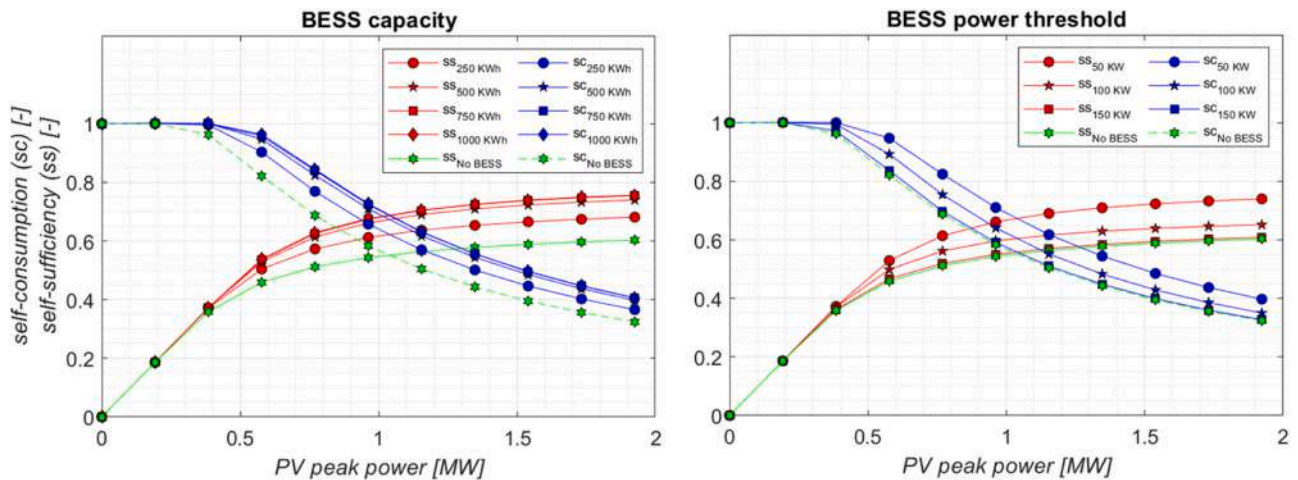 BESS capacity
self-consumption (sc) [-]
self-sufficiency (ss) [-]
1
0.8
0.6
0.4
0.2
0
0 0.5 1 1.5 2
PV peak power [MW]
ss250 KWh sc250 KWh
ss500 KWh sc500 KWh
ss750 KWh sc750 KWh
ss1000 KWh sc1000 KWh
ssNo BESS scNo BESS
BESS power threshold
1
0.8
0.6
0.4
0.2
0
0 0.5 1 1.5 2
PV peak power [MW]
ss50 KW sc50 KW
ss100 KW sc100 KW
ss150 KW sc150 KW
ssNo BESS scNo BESS